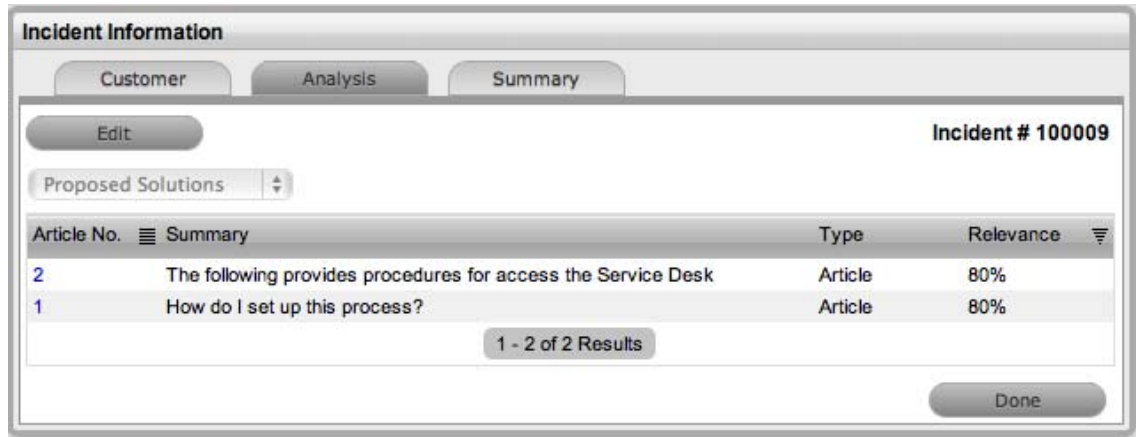 Incident Information
Customer Analysis Summary
Edit Incident # 100009
Proposed Solutions
Article No. Summary Type Relevance
2 The following provides procedures for access the Service Desk Article 80%
1 How do I set up this process? Article 80%
1 - 2 of 2 Results
Done